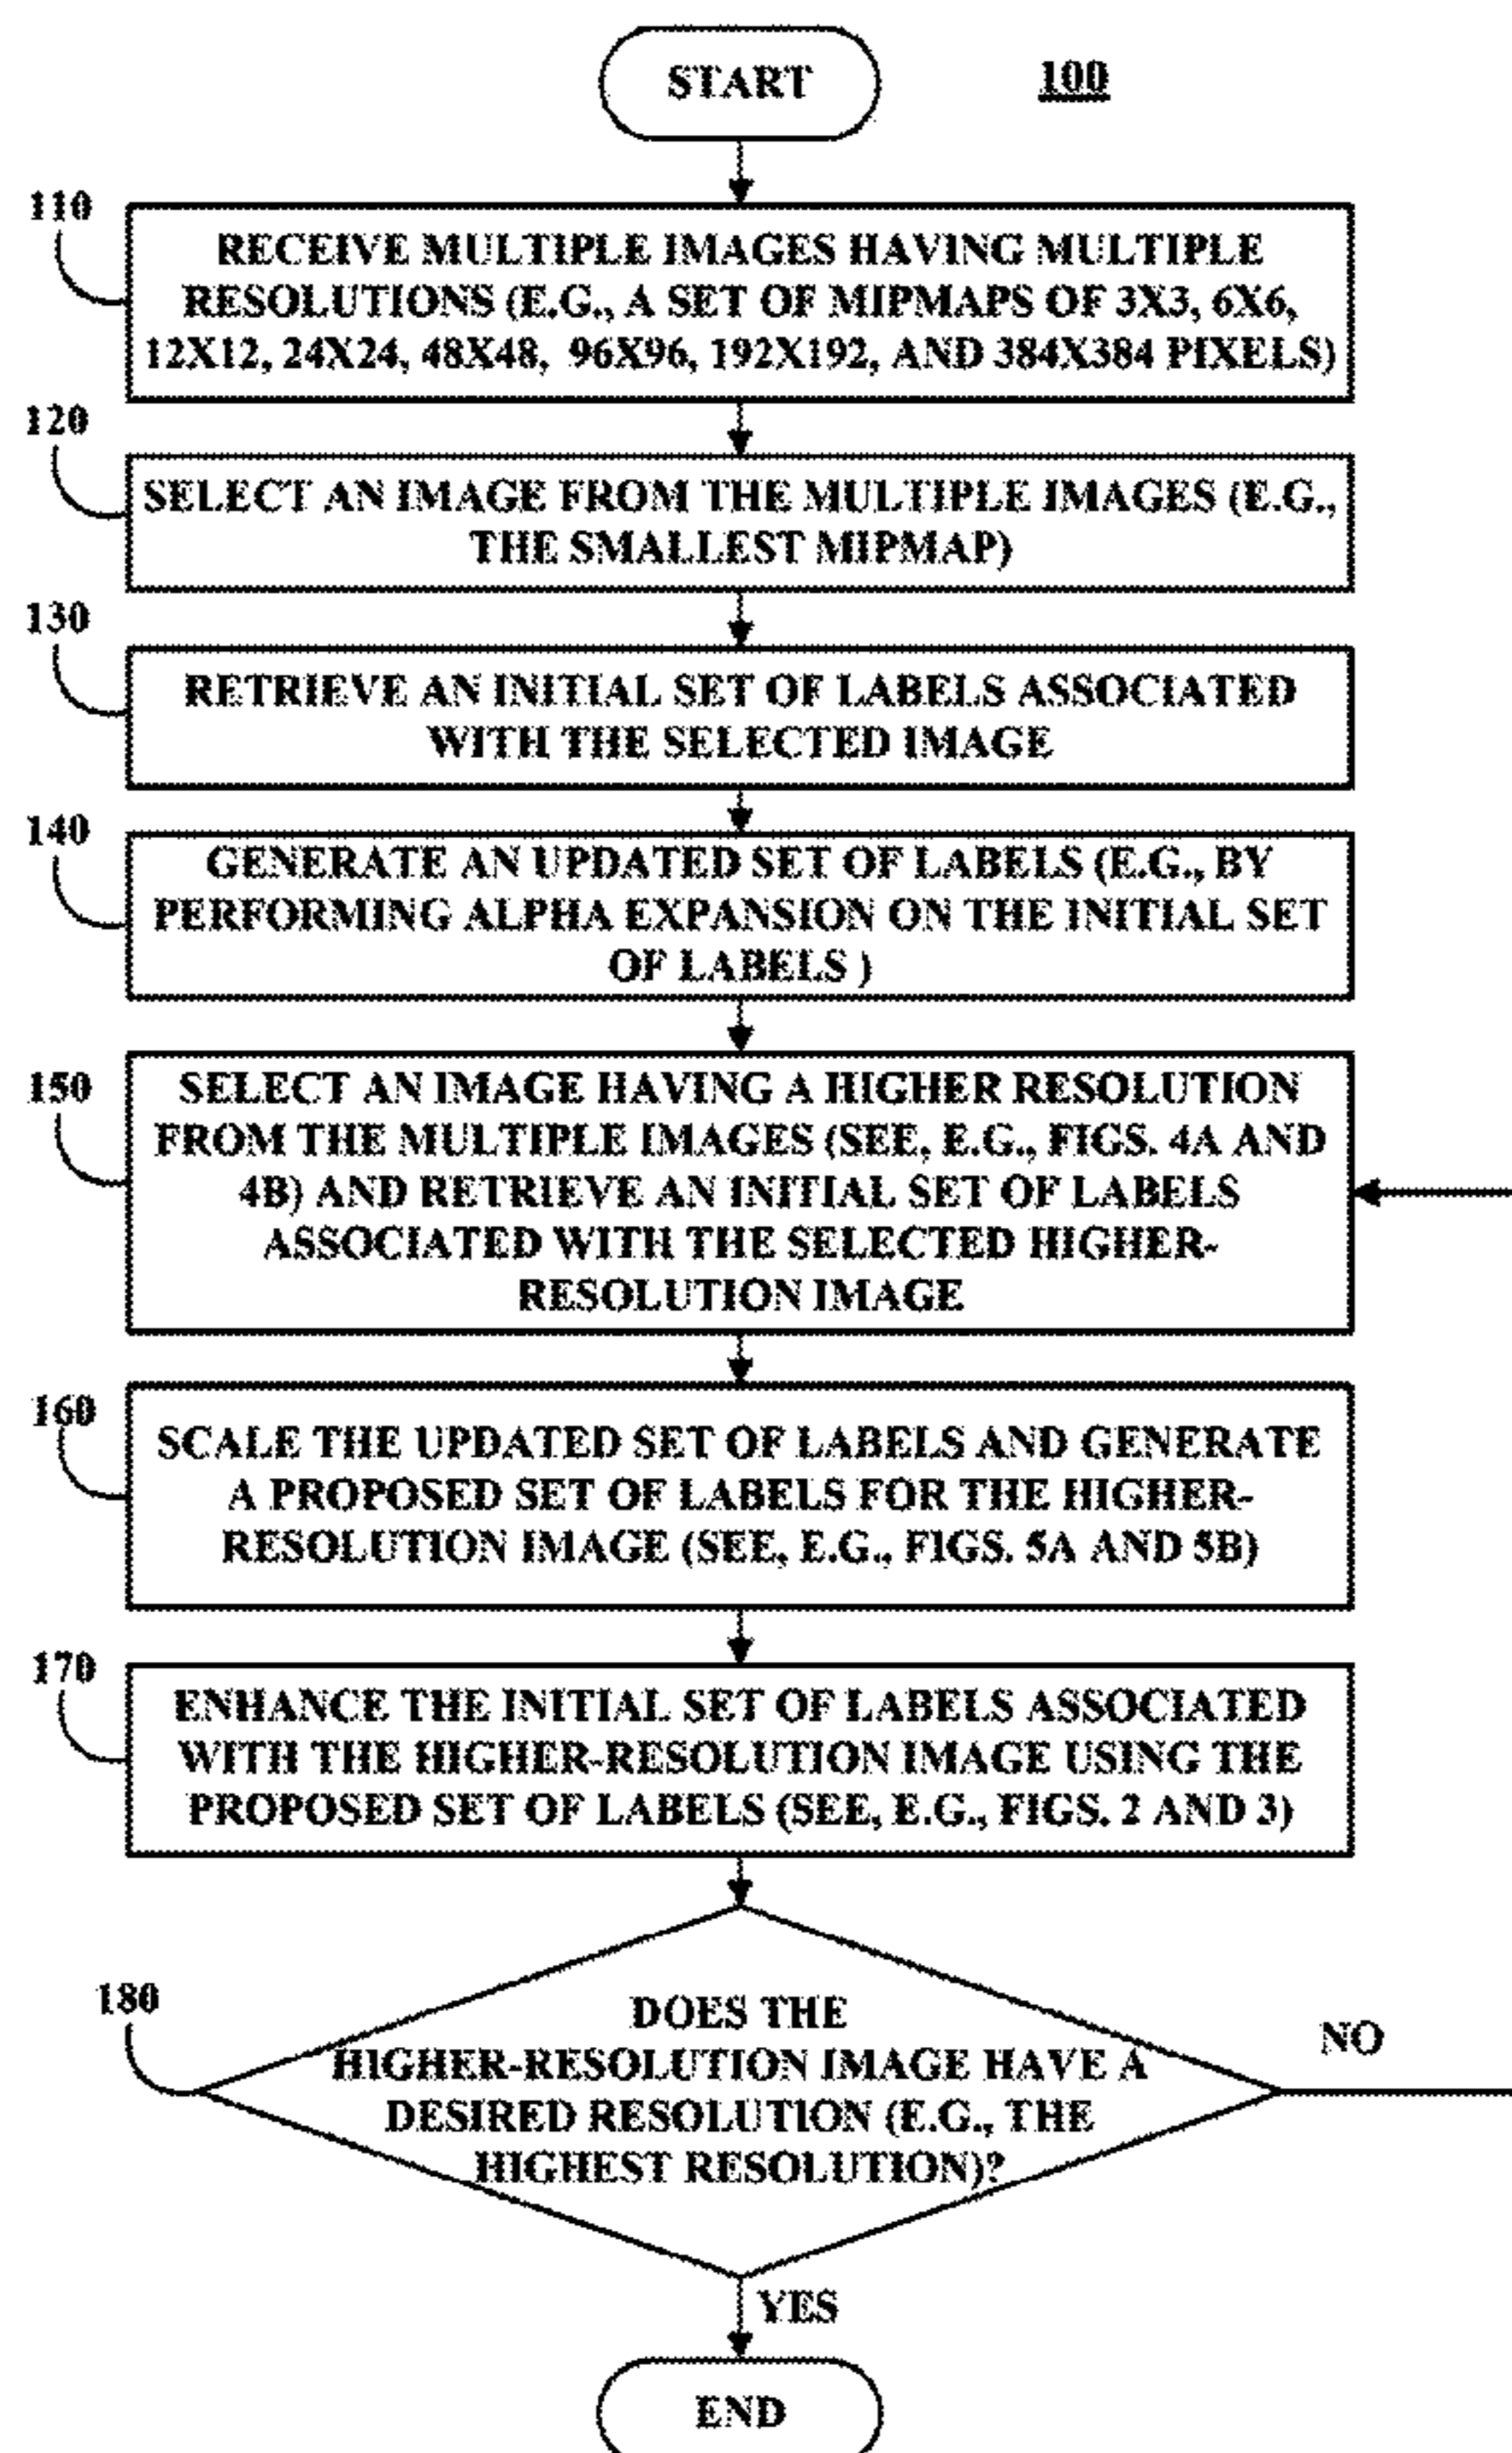 START
100
110
RECEIVE MULTIPLE IMAGES HAVING MULTIPLE
RESOLUTIONS (E.G., A SET OF MIPMAPS OF 3X3, 6X6,
12X12, 24X24, 48X48, 96X96, 192X192, AND 384X384 PIXELS)
120
SELECT AN IMAGE FROM THE MULTIPLE IMAGES (E.G.,
THE SMALLEST MIPMAP)
130
RETRIEVE AN INITIAL SET OF LABELS ASSOCIATED
WITH THE SELECTED IMAGE
140
GENERATE AN UPDATED SET OF LABELS (E.G., BY
PERFORMING ALPHA EXPANSION ON THE INITIAL SET
OF LABELS )
150
SELECT AN IMAGE HAVING A HIGHER RESOLUTION
FROM THE MULTIPLE IMAGES (SEE, E.G., FIGS. 4A AND
4B) AND RETRIEVE AN INITIAL SET OF LABELS
ASSOCIATED WITH THE SELECTED HIGHER-
RESOLUTION IMAGE
160
SCALE THE UPDATED SET OF LABELS AND GENERATE
A PROPOSED SET OF LABELS FOR THE HIGHER-
RESOLUTION IMAGE (SEE, E.G., FIGS. 5A AND 5B)
170
ENHANCE THE INITIAL SET OF LABELS ASSOCIATED
WITH THE HIGHER-RESOLUTION IMAGE USING THE
PROPOSED SET OF LABELS (SEE, E.G., FIGS. 2 AND 3)
180
DOES THE
HIGHER-RESOLUTION IMAGE HAVE A
DESIRED RESOLUTION (E.G., THE
HIGHEST RESOLUTION)?
NO
YES
END